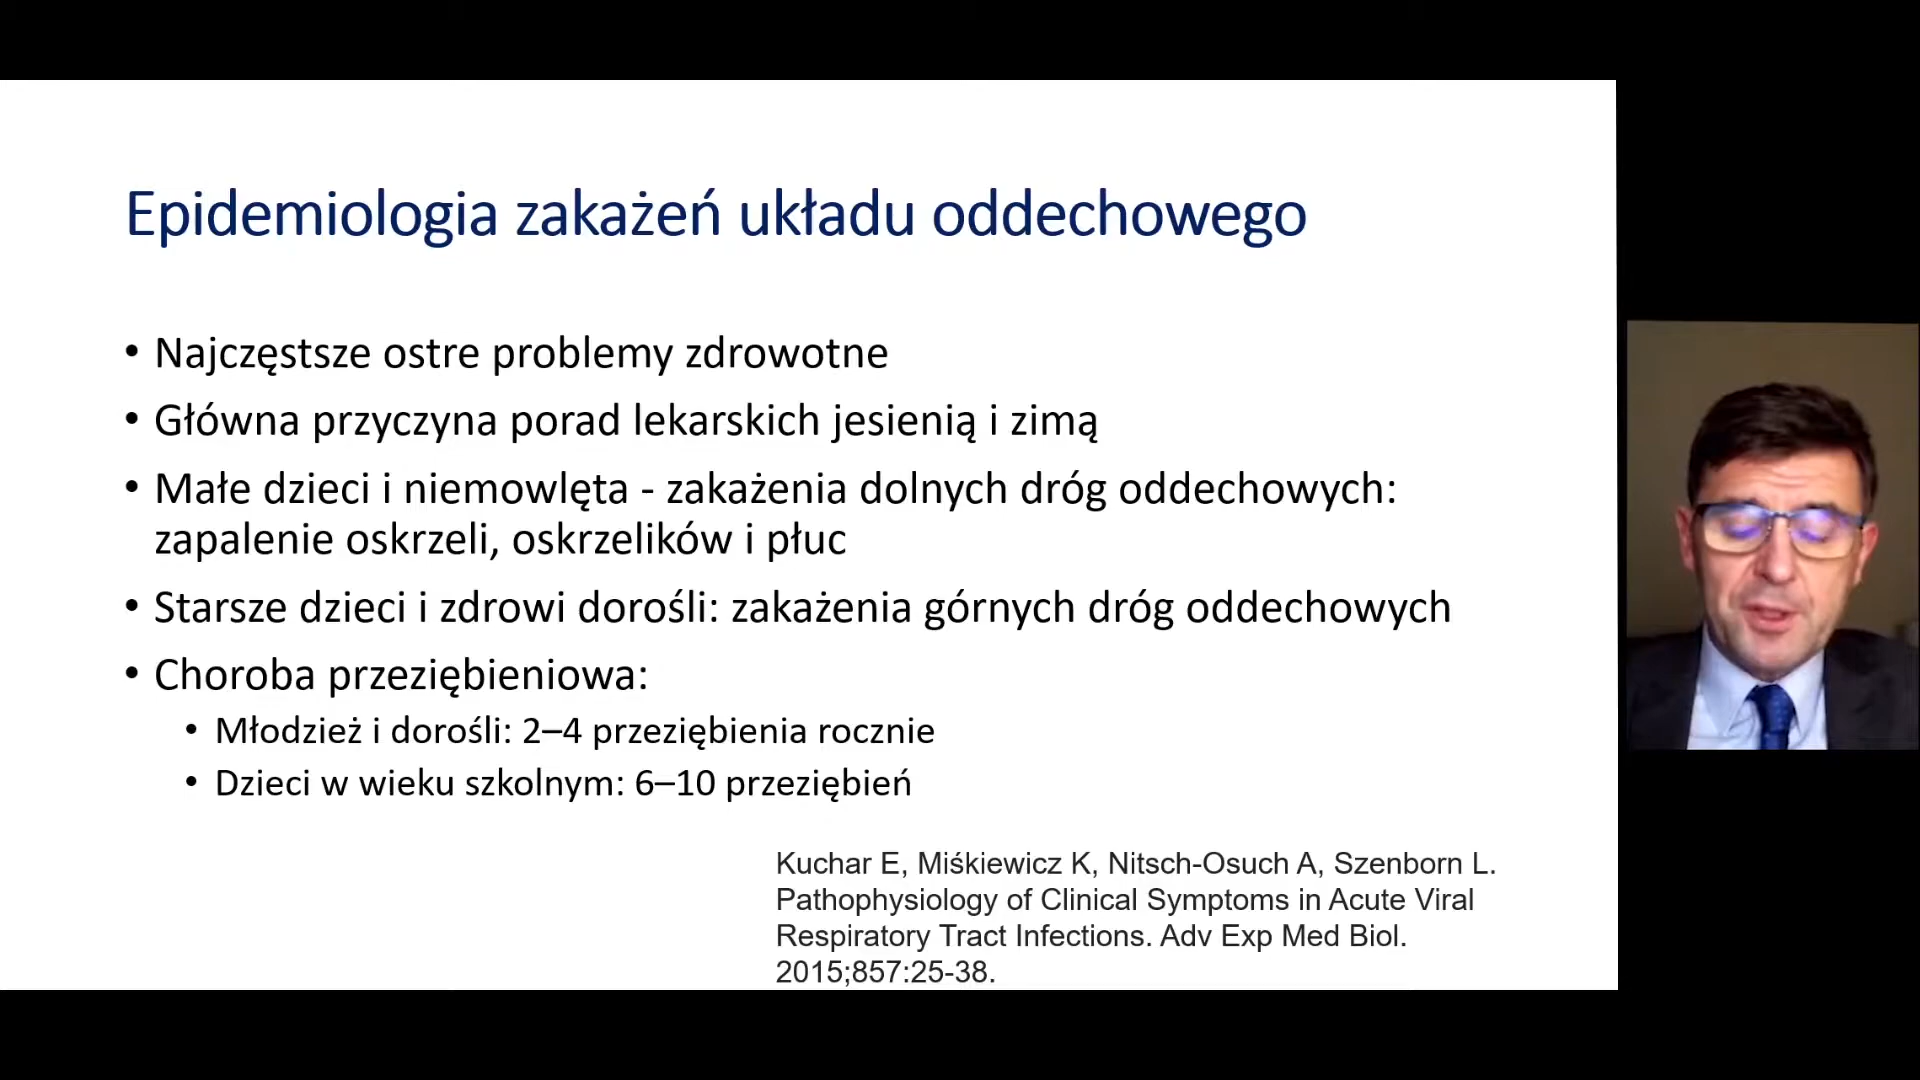 Epidemiologia zakażeń układu oddechowego
• Najczęstsze ostre problemy zdrowotne
• Główna przyczyna porad lekarskich jesienią i zimą
• Małe dzieci i niemowlęta - zakażenia dolnych dróg oddechowych:
zapalenie oskrzeli, oskrzelików i płuc
• Starsze dzieci i zdrowi dorośli: zakażenia górnych dróg oddechowych
• Choroba przeziębieniowa:
• Młodzież i dorośli: 2–4 przeziębienia rocznie
• Dzieci w wieku szkolnym: 6–10 przeziębień
Kuchar E, Miśkiewicz K, Nitsch-Osuch A, Szenborn L.
Pathophysiology of Clinical Symptoms in Acute Viral
Respiratory Tract Infections. Adv Exp Med Biol.
2015;857:25-38.